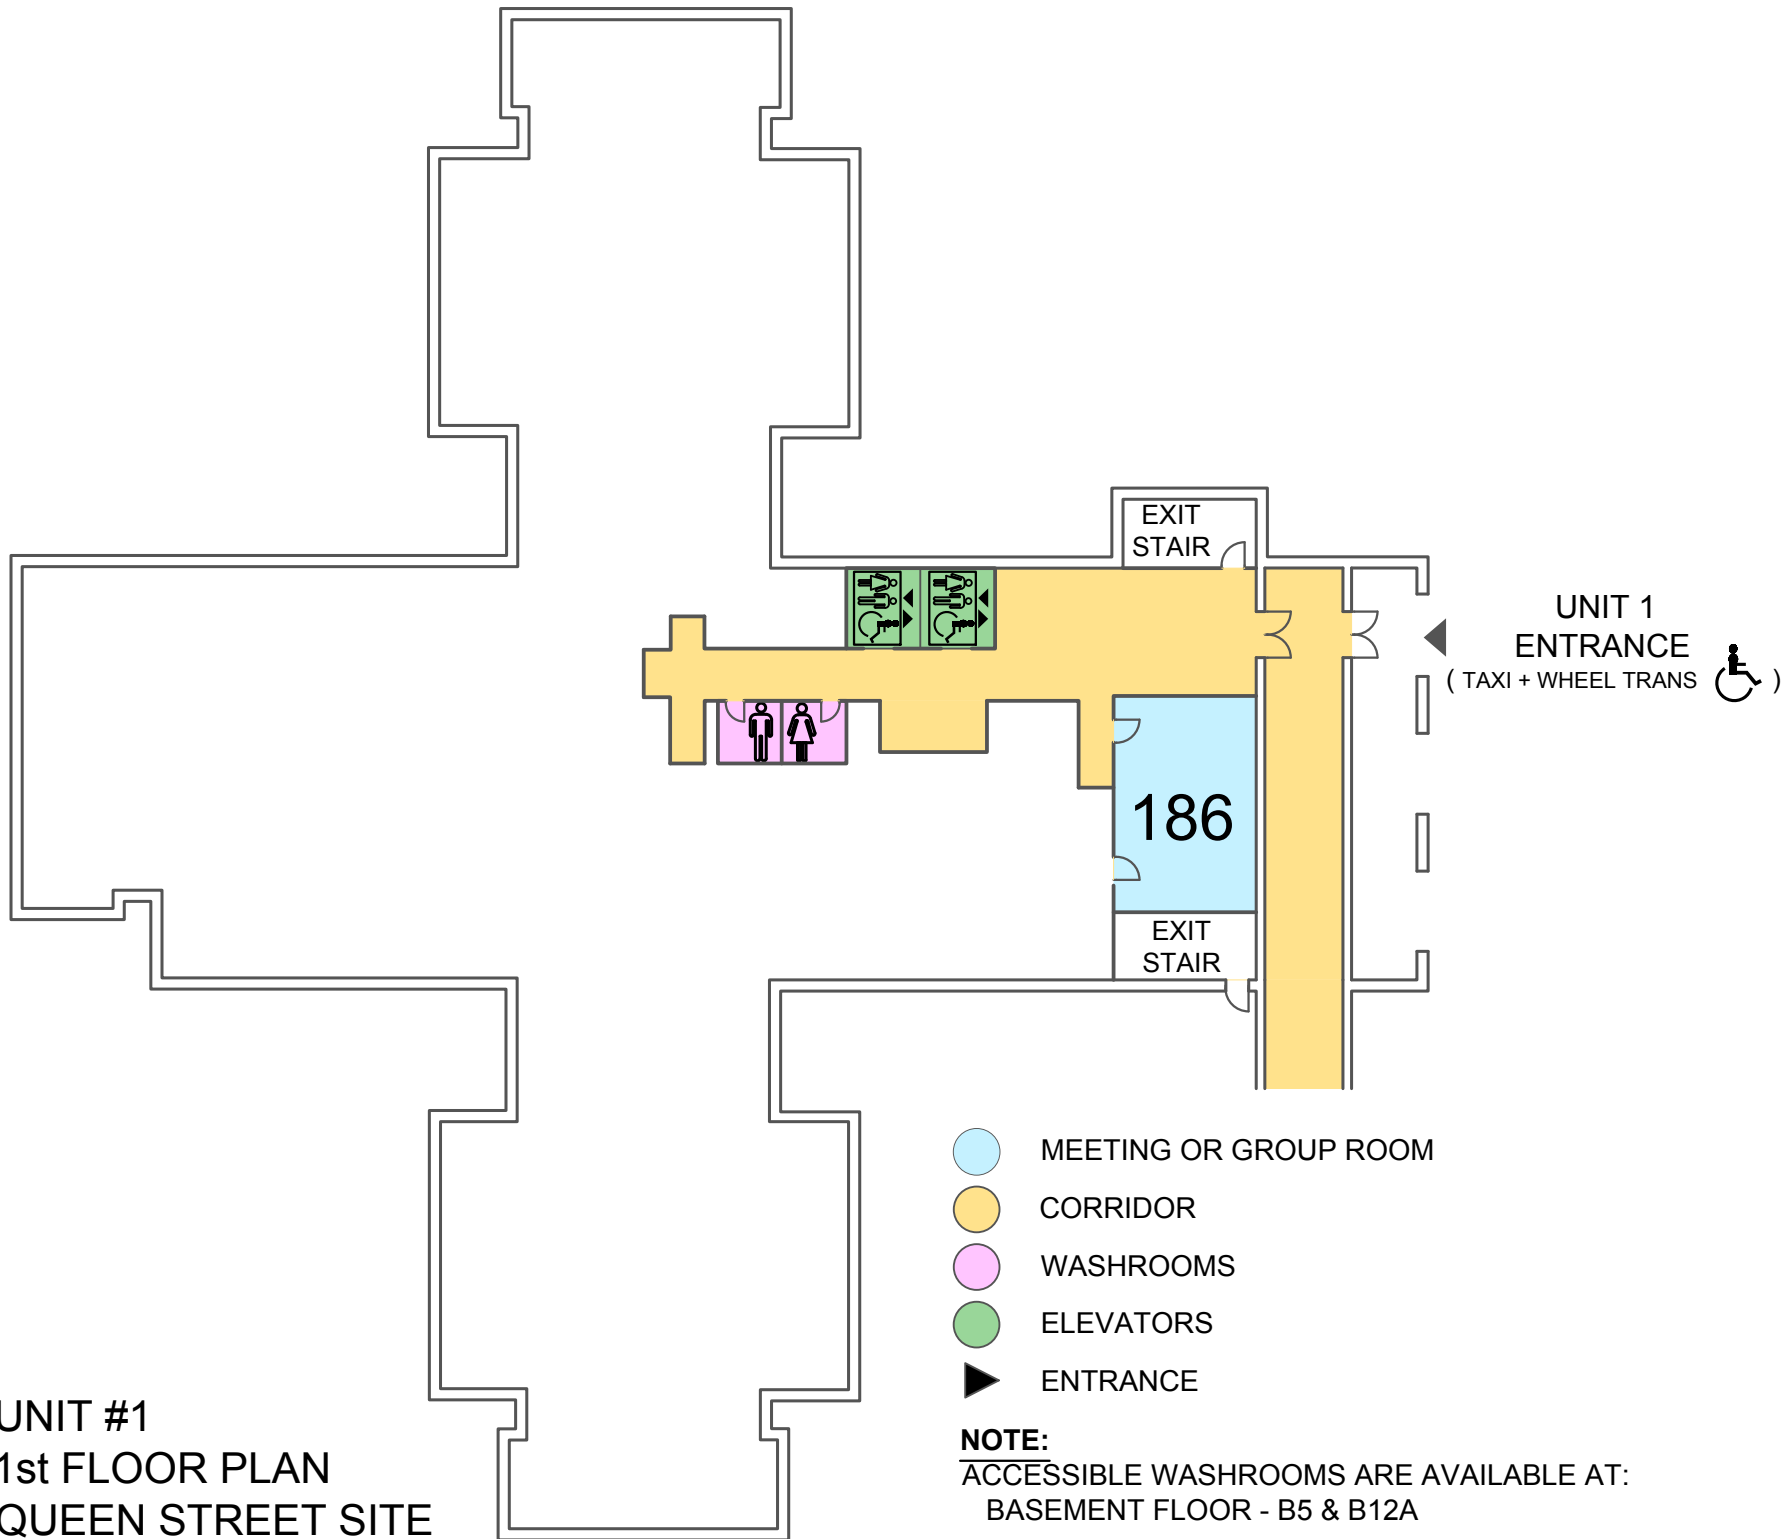 EXIT
STAIR
UNIT 1
ENTRANCE
( TAXI + WHEEL TRANS )
186
EXIT
STAIR
MEETING OR GROUP ROOM
CORRIDOR
WASHROOMS
ELEVATORS
ENTRANCE
NOTE:
ACCESSIBLE WASHROOMS ARE AVAILABLE AT:
BASEMENT FLOOR - B5 & B12A
UNIT #1
1st FLOOR PLAN
QUEEN STREET SITE